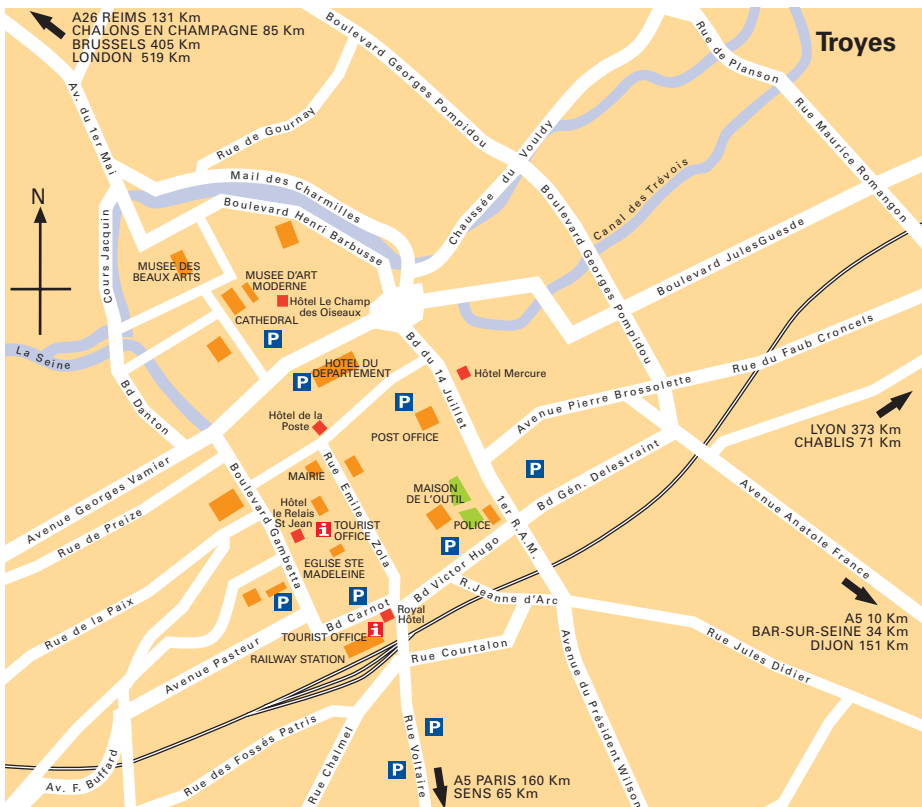 A26 REIMS 131 Km
CHALONS EN CHAMPAGNE 85 Km
BRUSSELS 405 Km
LONDON 519 Km
Troyes
Boulevard Georges Pompidou
Rue de Planson
Rue Maurice Romangon
Av. du 1er Mai
Rue de Gournay
Mail des Charmilles
Boulevard Henri Barbusse
Chaussée du Vouldy
Boulevard Georges Pompidou
Canal des Trévois
Boulevard JulesGuesde
N
Cours Jacquin
MUSEE DES
BEAUX ARTS
MUSEE D'ART
MODERNE
Hôtel Le Champ
des Oiseaux
CATHEDRAL
P
La Seine
Bd Danton
HOTEL DU
DEPARTEMENT
P
Bd du 14 Juillet
Hôtel Mercure
Avenue Pierre Brossolette
Rue du Faub Croncels
P
Hôtel de la
Poste
POST OFFICE
LYON 373 Km
CHABLIS 71 Km
Avenue Georges Vamier
Rue de Preize
Boulevard Gambetta
MAIRIE
Rue Emile Zola
P
Bd Gén. Delestraint
MAISON
DE L'OUTIL
1er R.A.M.
Avenue Anatole France
Hôtel
le Relais
St Jean
i
TOURIST
OFFICE
POLICE
P
EGLISE STE
MADELEINE
Bd Victor Hugo
R.Jeanne d'Arc
P
P
Bd Carnot
Royal
Hôtel
Rue de la Paix
TOURIST OFFICE
i
RAILWAY STATION
Avenue Pasteur
Rue Courtalon
Avenue du Président Wilson
Rue Jules Didier
A5 10 Km
BAR-SUR-SEINE 34 Km
DIJON 151 Km
Rue des Fossés Patris
Rue Chalmel
Rue Voltaire
P
P
Av. F. Buffard
A5 PARIS 160 Km
SENS 65 Km